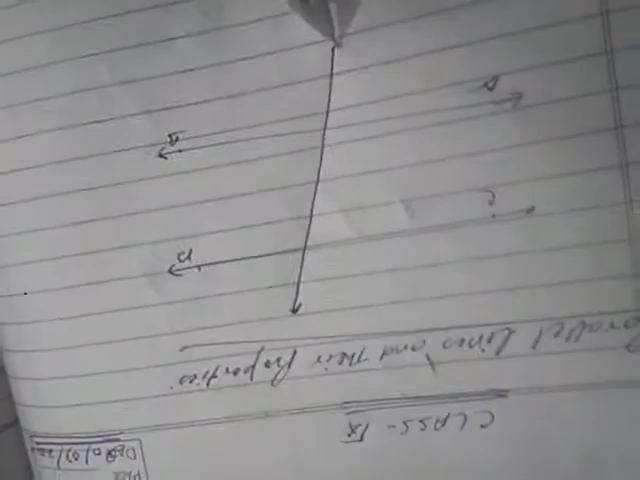 CLASS - IX
Parallel Lines and their Properties.
C D
A B